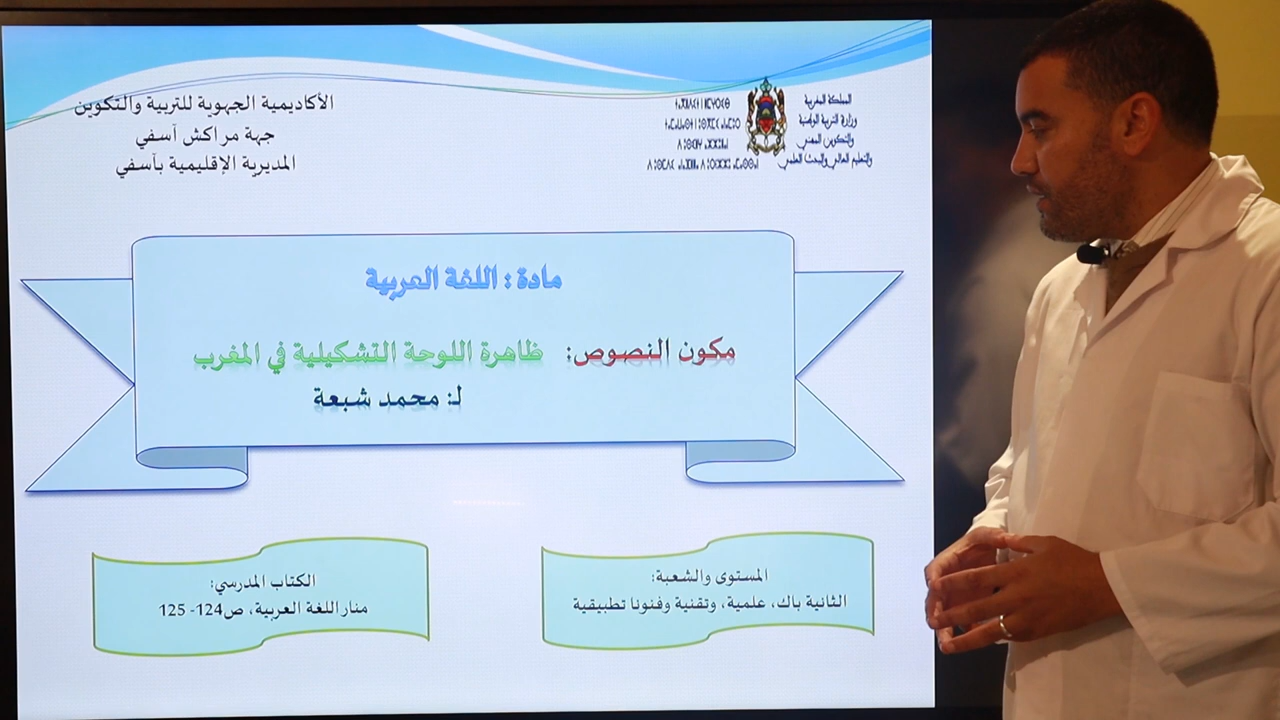 المملكة المغربية
وزارة التربية الوطنية
والتكوين المهني
والتعليم العالي والبحث العلمي
ⵜⴰⴳⵍⴷⵉⵜ ⵏ ⵍⵎⵖⵔⵉⴱ
الأكاديمية الجهوية للتربية والتكوين
جهة مراكش آسفي
المديرية الإقليمية بآسفي
مادة : اللغة العربية
مكون النصوص: ظاهرة اللوحة التشكيلية في المغرب
لـ: محمد شبعة
المستوى والشعبة:
الثانية باك، علمية، وتقنية وفنونا تطبيقية
الكتاب المدرسي:
منار اللغة العربية، ص124- 125